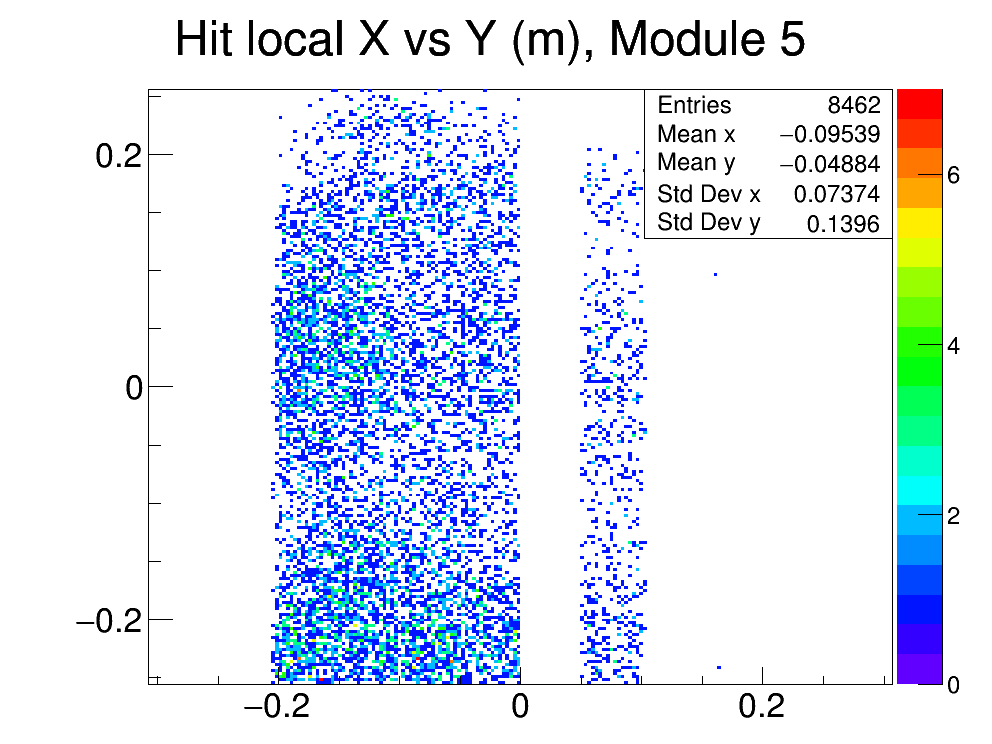 Hit local X vs Y (m), Module 5
Entries 8462
Mean x −0.09539
Mean y −0.04884
Std Dev x 0.07374
Std Dev y 0.1396
0.2
0
−0.2
−0.2 0 0.2
6
4
2
0